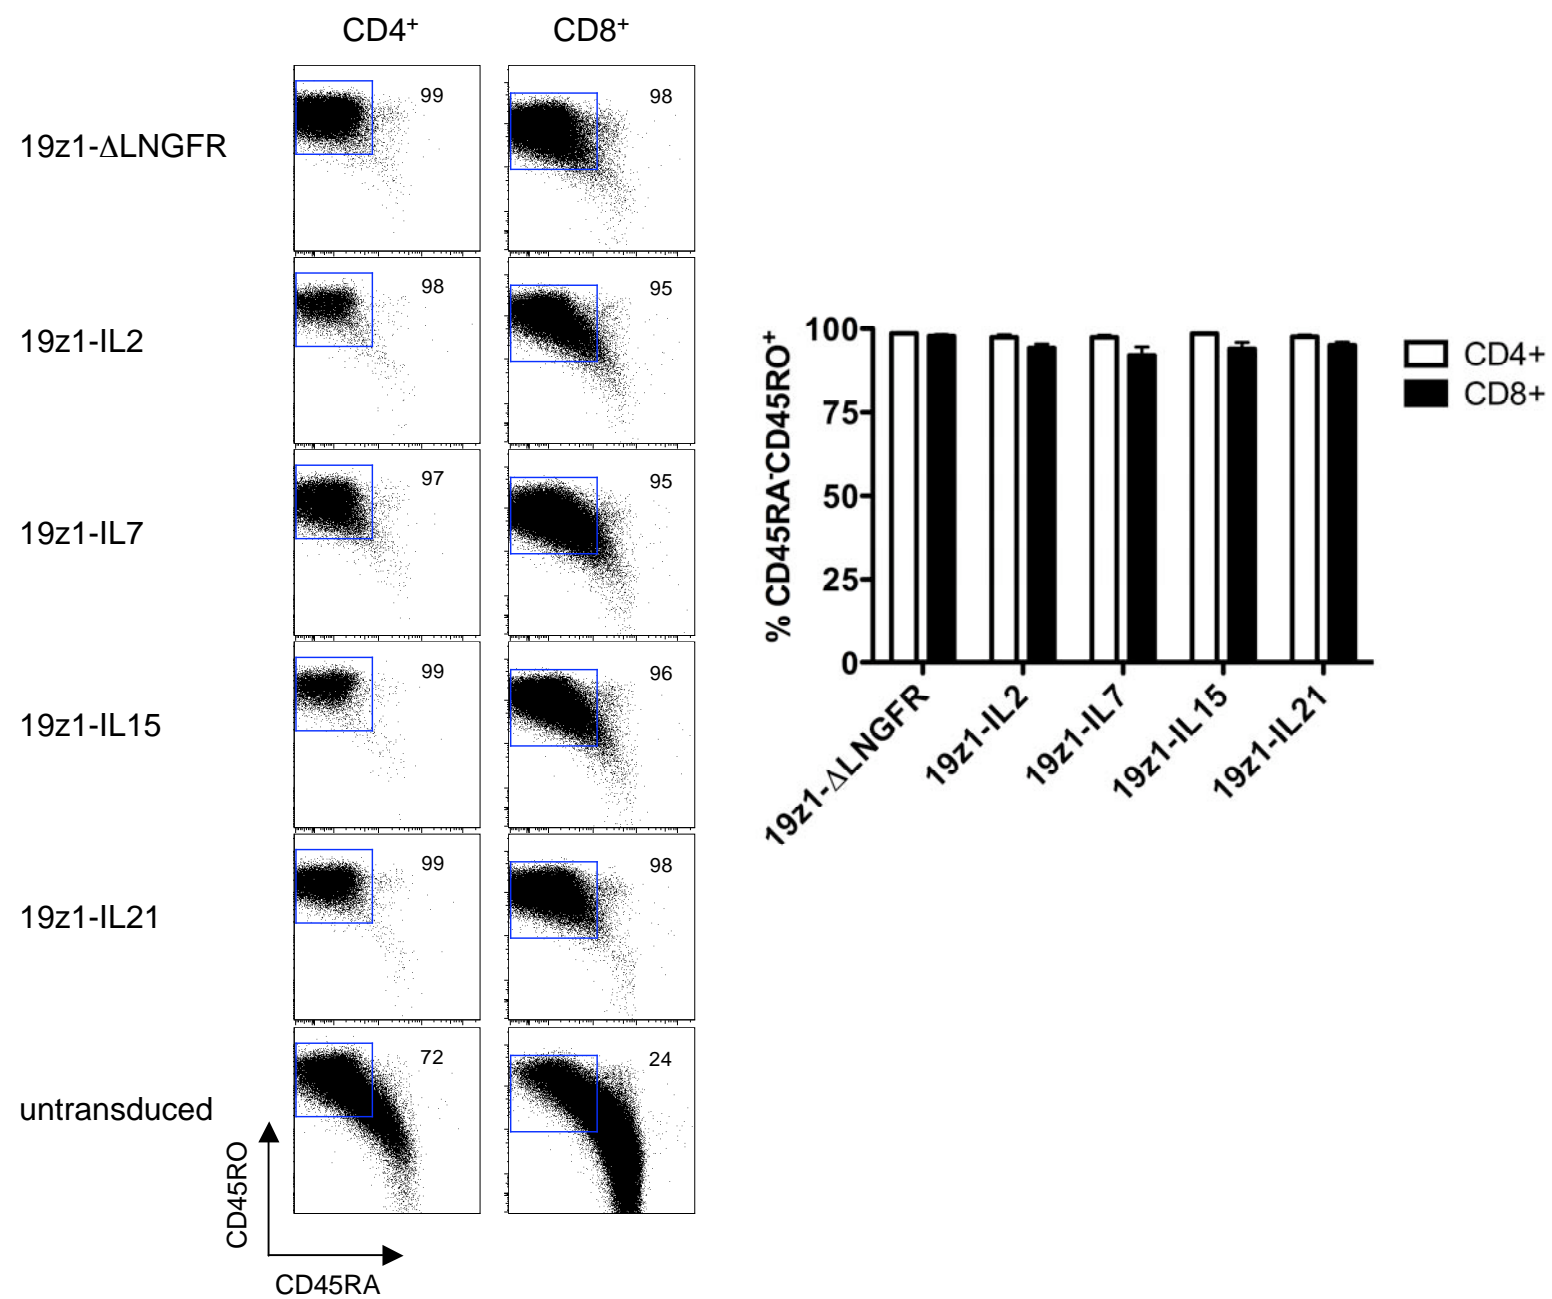 CD4⁺ CD8⁺
19z1-ΔLNGFR 99 98
19z1-IL2 98 95
19z1-IL7 97 95
19z1-IL15 99 96
19z1-IL21 99 98
untransduced 72 24
CD45RO
CD45RA
% CD45RA⁻CD45RO⁺
100
75
50
25
0
19z1-ΔLNGFR
19z1-IL2
19z1-IL7
19z1-IL15
19z1-IL21
CD4+
CD8+